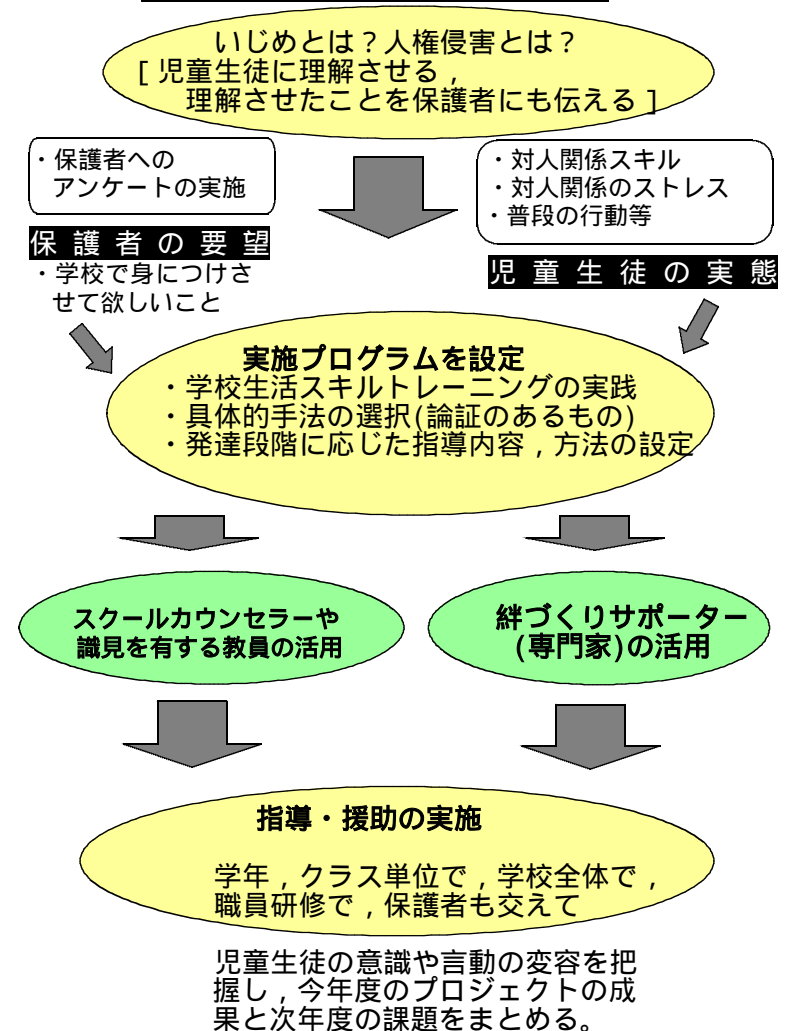 いじめとは?人権侵害とは?
[児童生徒に理解させる,
理解させたことを保護者にも伝える]
・保護者への
アンケートの実施
保護者の要望
・学校で身につけさ
せて欲しいこと
・対人関係スキル
・対人関係のストレス
・普段の行動等
児童生徒の実態
実施プログラムを設定
・学校生活スキルトレーニングの実践
・具体的手法の選択(論証のあるもの)
・発達段階に応じた指導内容,方法の設定
スクールカウンセラーや
識見を有する教員の活用
絆づくりサポーター
(専門家)の活用
指導・援助の実施
学年,クラス単位で,学校全体で,
職員研修で,保護者も交えて
児童生徒の意識や言動の変容を把
握し,今年度のプロジェクトの成
果と次年度の課題をまとめる。